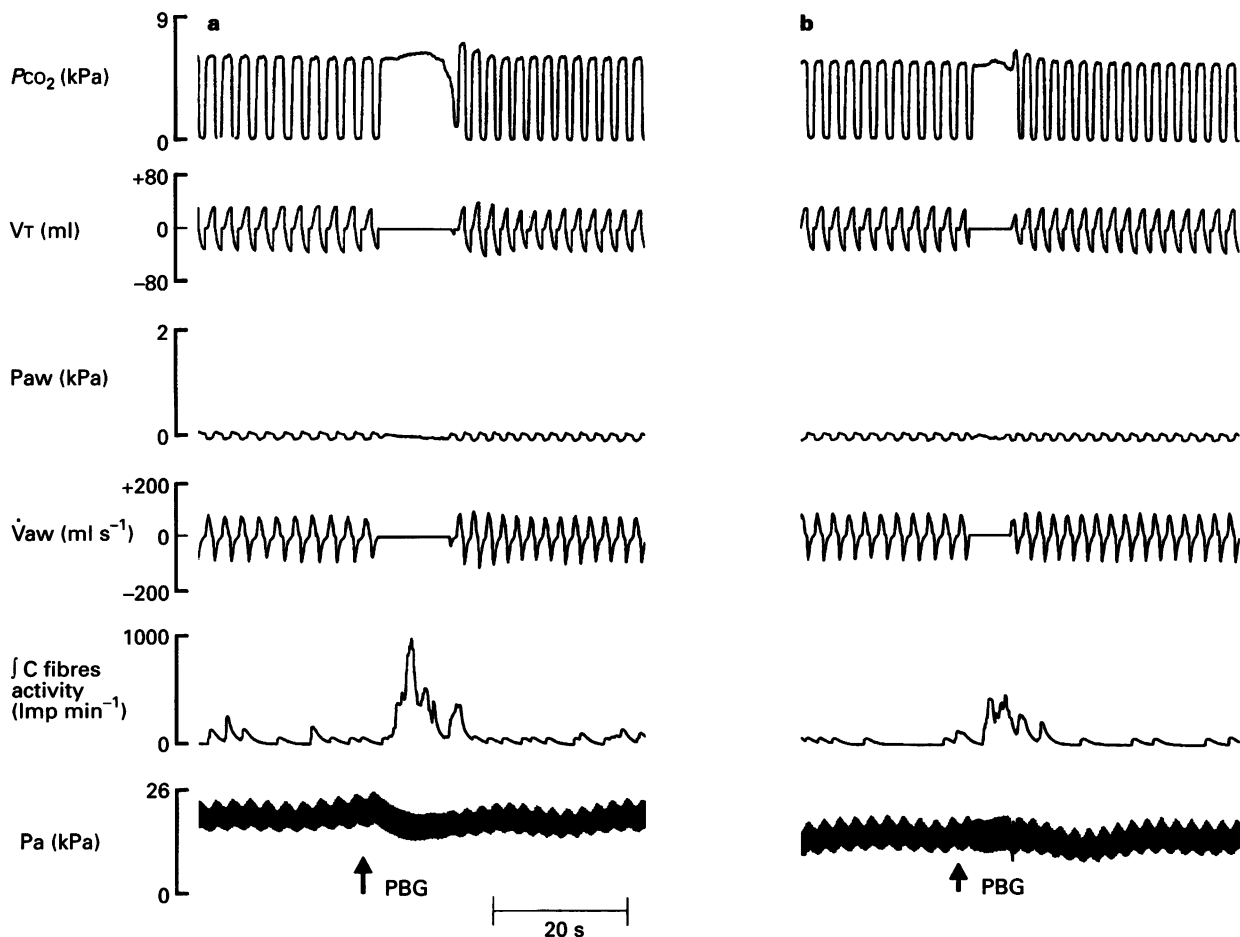 a
b
9
PCO₂ (kPa)
0
+80
VT (ml)
0
−80
2
Paw (kPa)
0
+200
V̇aw (ml s⁻¹)
0
−200
1000
∫ C fibres
activity
(Imp min⁻¹)
0
26
Pa (kPa)
0
PBG
PBG
20 s